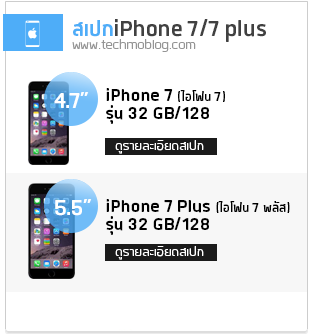 สเปกiPhone 7/7 plus
www.techmoblog.com
4.7"
iPhone 7 (ไอโฟน 7)
รุ่น 32 GB/128
ดูรายละเอียดสเปก
5.5"
iPhone 7 Plus (ไอโฟน 7 พลัส)
รุ่น 32 GB/128
ดูรายละเอียดสเปก